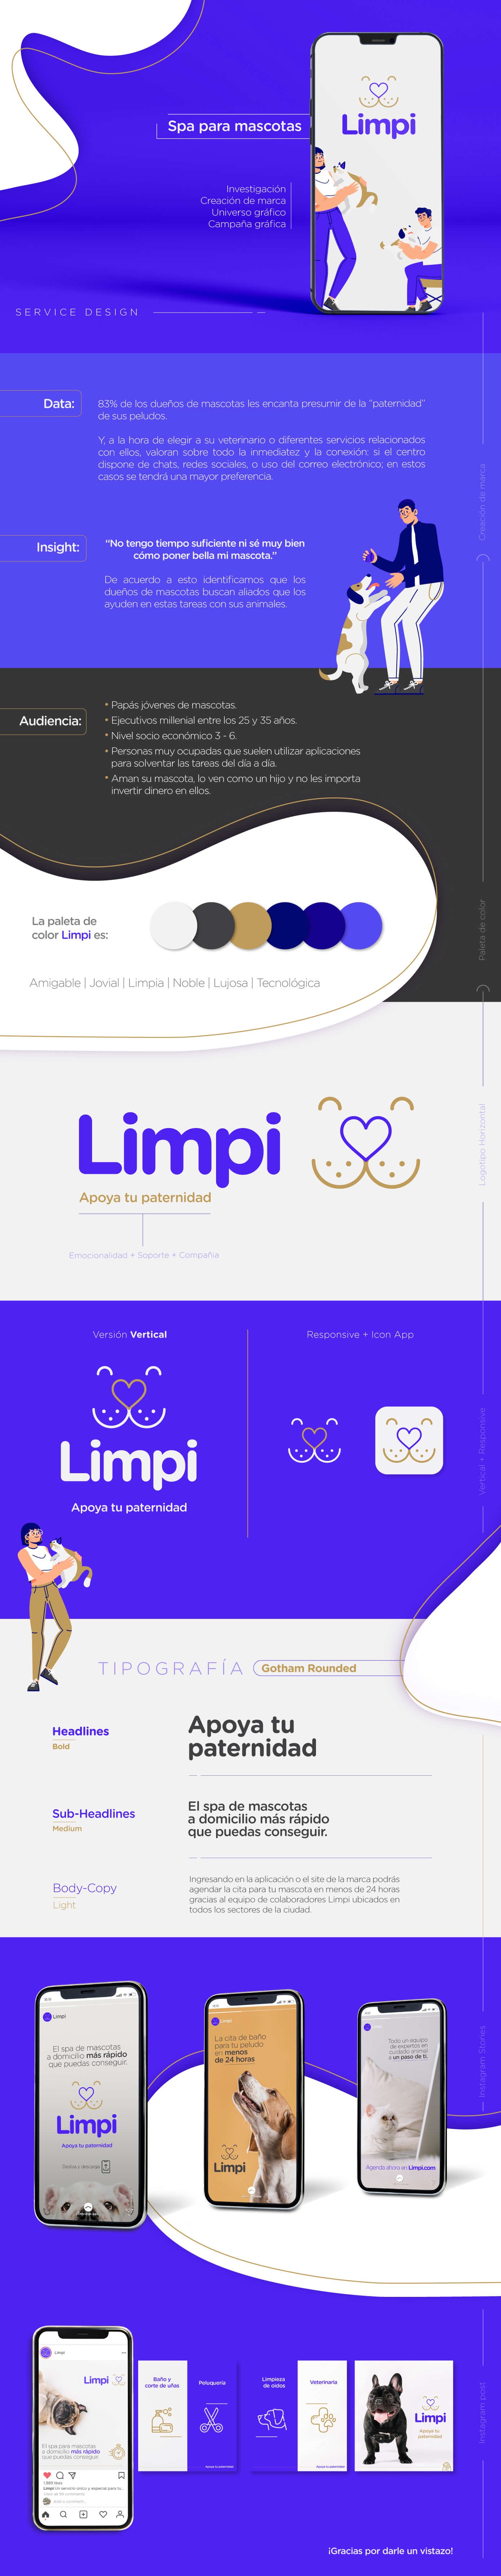 Limpi
Spa para mascotas
Investigación
Creación de marca
Universo gráfico
Campaña gráfica
SERVICE DESIGN
Data:
83% de los dueños de mascotas les encanta presumir de la “paternidad”
de sus peludos.
Y, a la hora de elegir a su veterinario o diferentes servicios relacionados
con ellos, valoran sobre todo la inmediatez y la conexión: si el centro
dispone de chats, redes sociales, o uso del correo electrónico; en estos
casos se tendrá una mayor preferencia.
Creación de marca
Insight:
“No tengo tiempo suficiente ni sé muy bien
cómo poner bella mi mascota.”
De acuerdo a esto identificamos que los
dueños de mascotas buscan aliados que los
ayuden en estas tareas con sus animales.
Audiencia:
• Papás jóvenes de mascotas.
• Ejecutivos millenial entre los 25 y 35 años.
• Nivel socio económico 3 - 6.
• Personas muy ocupadas que suelen utilizar aplicaciones
para solventar las tareas del día a día.
• Aman su mascota, lo ven como un hijo y no les importa
invertir dinero en ellos.
La paleta de
color Limpi es:
Paleta de color
Amigable | Jovial | Limpia | Noble | Lujosa | Tecnológica
Limpi
Apoya tu paternidad
Emocionalidad + Soporte + Compañia
Logotipo Horizontal
Versión Vertical
Responsive + Icon App
Limpi
Apoya tu paternidad
Vertical + Responsive
TIPOGRAFÍA
Gotham Rounded
Headlines
Bold
Apoya tu
paternidad
Sub-Headlines
Medium
El spa de mascotas
a domicilio más rápido
que puedas conseguir.
Body-Copy
Light
Ingresando en la aplicación o el site de la marca podrás
agendar la cita para tu mascota en menos de 24 horas
gracias al equipo de colaboradores Limpi ubicados en
todos los sectores de la ciudad.
Limpi
El spa de mascotas
a domicilio más rápido
que puedas conseguir.
Limpi
Apoya tu paternidad
Desliza y descarga
La cita de baño
para tu peludo
en menos
de 24 horas
Limpi
Todo un equipo
de expertos en
cuidado animal
a un paso de ti.
Agenda ahora en Limpi.com
Instagram Stories
Limpi
Limpi
El spa para mascotas
a domicilio más rápido
que puedas conseguir.
Baño y
corte de uñas
Peluquería
Apoya tu paternidad
Limpieza
de oidos
Veterinaria
Apoya tu paternidad
Limpi
Apoya tu
paternidad
Instagram post
¡Gracias por darle un vistazo!